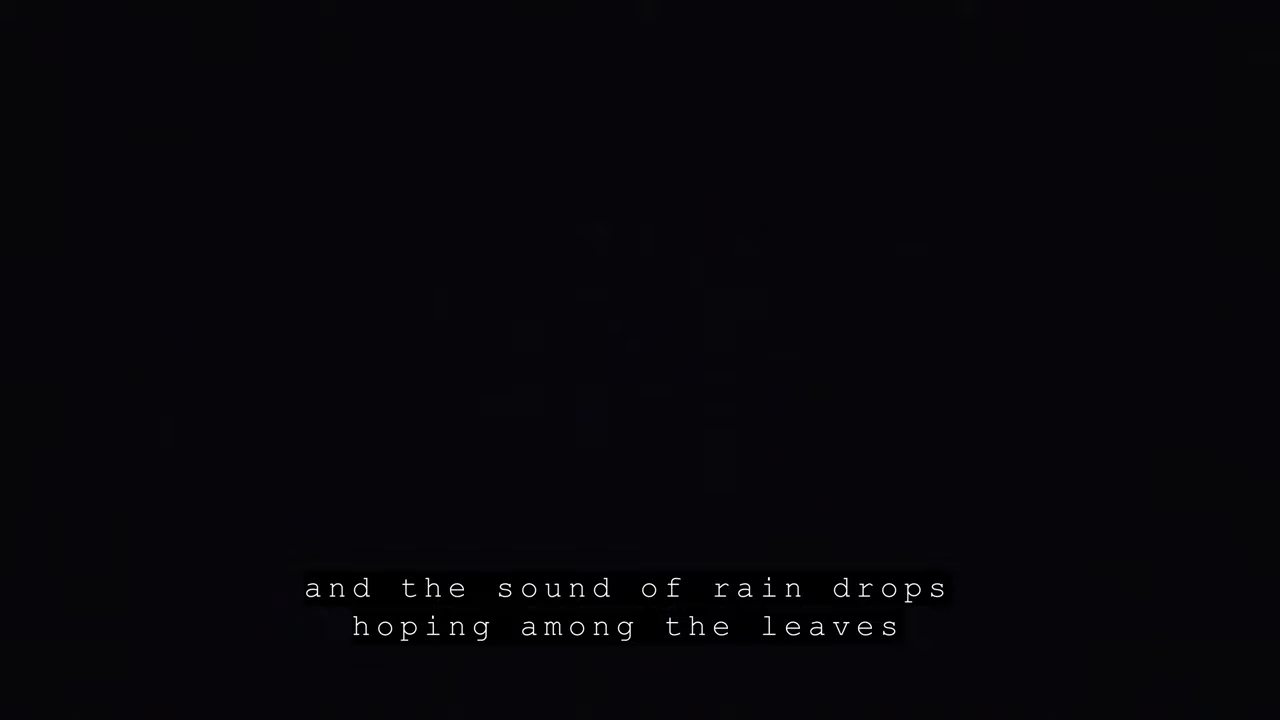 and the sound of rain drops
hoping among the leaves